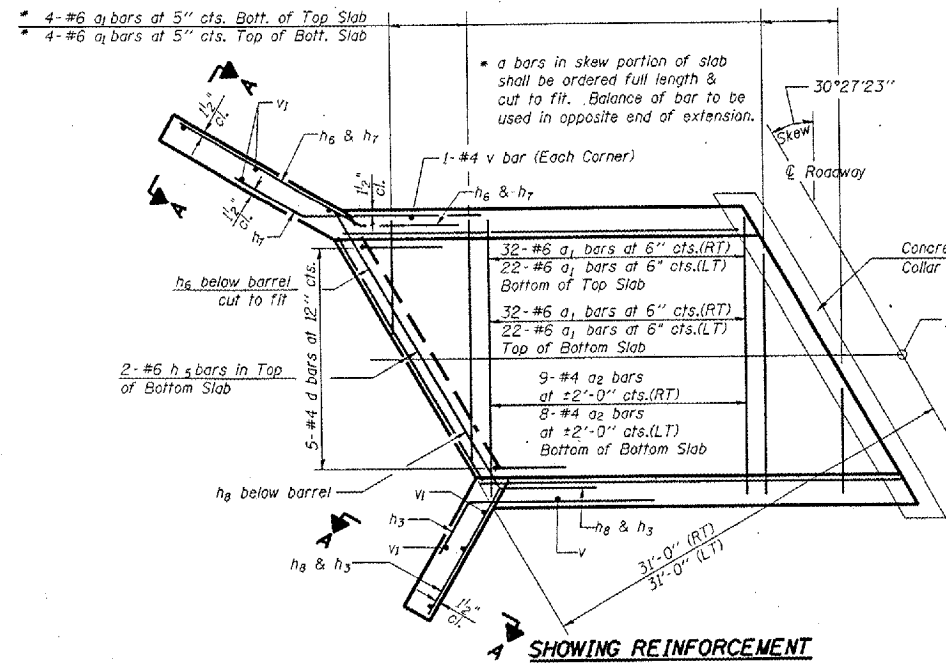 * 4-#6 a₁ bars at 5" cts. Bott. of Top Slab
* 4-#6 a₁ bars at 5" cts. Top of Bott. Slab
* a bars in skew portion of slab
shall be ordered full length &
cut to fit. Balance of bar to be
used in opposite end of extension.
30°27'23"
Skew
℄ Roadway
A
1½"
cl.
v₁
h₆ & h₇
1-#4 v bar (Each Corner)
1½"
cl.
h₆ & h₇
A
1½"
cl.
h₇
32-#6 a₁ bars at 6" cts.(RT)
22-#6 a₁ bars at 6" cts.(LT)
Bottom of Top Slab
Collar
h₆ below barrel
cut to fit
5-#4 d bars at 12" cts.
32-#6 a₁ bars at 6" cts.(RT)
22-#6 a₁ bars at 6" cts.(LT)
Top of Bottom Slab
2-#6 h₅ bars in Top
of Bottom Slab
9-#4 a₂ bars
at ±2'-0" cts.(RT)
8-#4 a₂ bars
at ±2'-0" cts.(LT)
Bottom of Bottom Slab
h₈ below barrel
v₁
h₃
h₈ & h₃
A
v₁
v
h₈ & h₃
31'-0" (RT)
31'-0" (LT)
1½"
cl.
A
SHOWING REINFORCEMENT